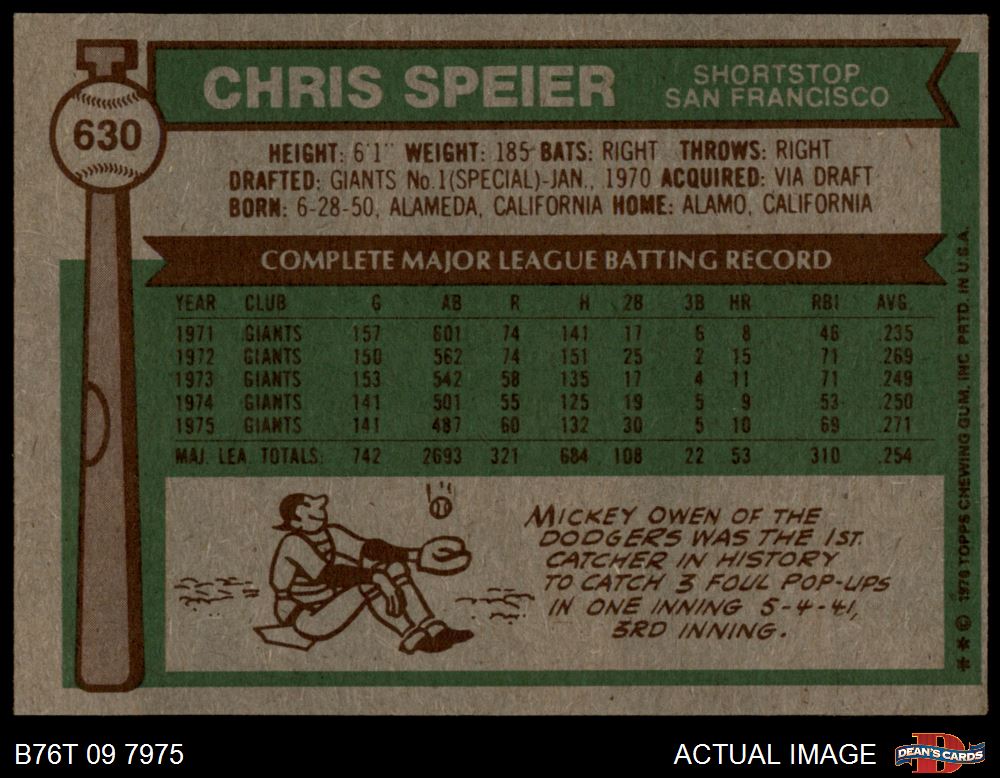 630
CHRIS SPEIER
SHORTSTOP
SAN FRANCISCO
HEIGHT: 6'1" WEIGHT: 185 BATS: RIGHT THROWS: RIGHT
DRAFTED: GIANTS No.1(SPECIAL)-JAN., 1970 ACQUIRED: VIA DRAFT
BORN: 6-28-50, ALAMEDA, CALIFORNIA HOME: ALAMO, CALIFORNIA
COMPLETE MAJOR LEAGUE BATTING RECORD
YEAR CLUB G AB R H 2B 3B HR RBI AVG.
1971 GIANTS 157 601 74 141 17 6 8 46 .235
1972 GIANTS 150 562 74 151 25 2 15 71 .269
1973 GIANTS 153 542 58 135 17 4 11 71 .249
1974 GIANTS 141 501 55 125 19 5 9 53 .250
1975 GIANTS 141 487 60 132 30 5 10 69 .271
MAJ. LEA. TOTALS: 742 2693 321 684 108 22 53 310 .254
MICKEY OWEN OF THE
DODGERS WAS THE 1ST.
CATCHER IN HISTORY
TO CATCH 3 FOUL POP-UPS
IN ONE INNING 5-4-41,
3RD INNING.
** © 1976 TOPPS CHEWING GUM, INC. PRTD. IN U.S.A.
B76T 09 7975
ACTUAL IMAGE
DEAN'S CARDS